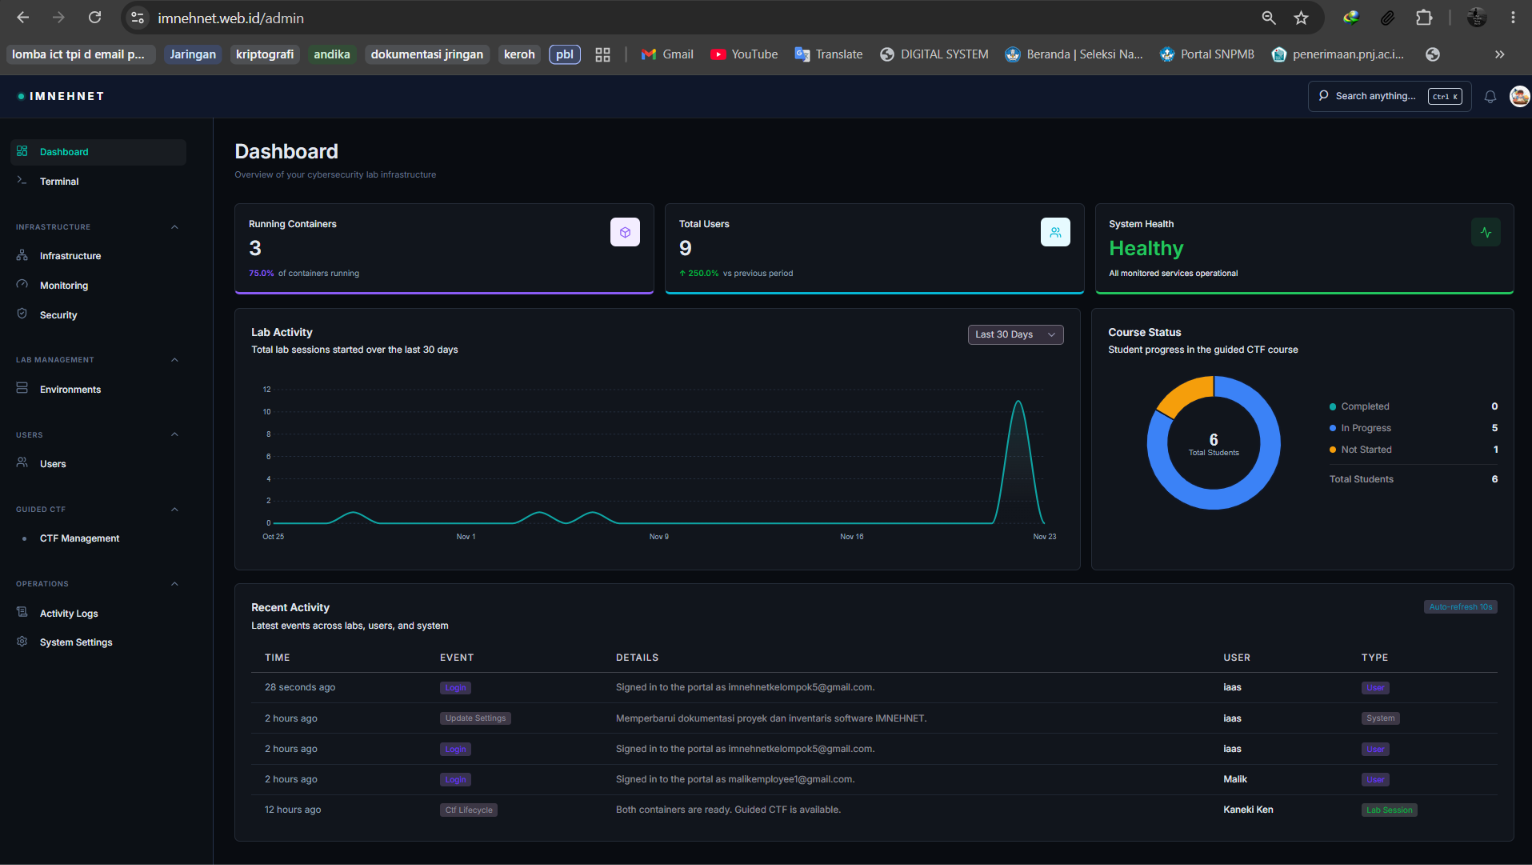 imnehnet.web.id/admin
lomba ict tpi d email p... Jaringan kriptografi andika dokumentasi jringan keroh pbl Gmail YouTube Translate DIGITAL SYSTEM Beranda | Seleksi Na... Portal SNPMB penerimaan.pnj.ac.i... »
IMNEHNET
Search anything... Ctrl K
Dashboard
Terminal
INFRASTRUCTURE
Infrastructure
Monitoring
Security
LAB MANAGEMENT
Environments
USERS
Users
GUIDED CTF
CTF Management
OPERATIONS
Activity Logs
System Settings
Dashboard
Overview of your cybersecurity lab infrastructure
Running Containers
3
75.0% of containers running
Total Users
9
↑ 250.0% vs previous period
System Health
Healthy
All monitored services operational
Lab Activity
Total lab sessions started over the last 30 days
Last 30 Days
12
10
8
6
4
2
0
Oct 25 Nov 1 Nov 9 Nov 16 Nov 23
Course Status
Student progress in the guided CTF course
6
Total Students
Completed 0
In Progress 5
Not Started 1
Total Students 6
Recent Activity
Latest events across labs, users, and system
Auto-refresh 10s
TIME EVENT DETAILS USER TYPE
28 seconds ago Login Signed in to the portal as imnehnetkelompok5@gmail.com. iaas User
2 hours ago Update Settings Memperbarui dokumentasi proyek dan inventaris software IMNEHNET. iaas System
2 hours ago Login Signed in to the portal as imnehnetkelompok5@gmail.com. iaas User
2 hours ago Login Signed in to the portal as malikemployee1@gmail.com. Malik User
12 hours ago Ctf Lifecycle Both containers are ready. Guided CTF is available. Kaneki Ken Lab Session